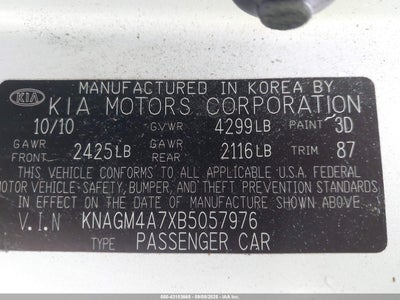 MANUFACTURED IN KOREA BY
KIA KIA MOTORS CORPORATION
10/10 GVWR 4299LB PAINT 3D
GAWR FRONT 2425LB GAWR REAR 2116LB TRIM 87
THIS VEHICLE CONFORMS TO ALL APPLICABLE U.S.A. FEDERAL
MOTOR VEHICLE SAFETY, BUMPER, AND THEFT PREVENTION STANDARDS
IN EFFECT ON THE DATE OF MANUFACTURE SHOWN ABOVE.
V.I.N KNAGM4A7XB5057976
TYPE PASSENGER CAR